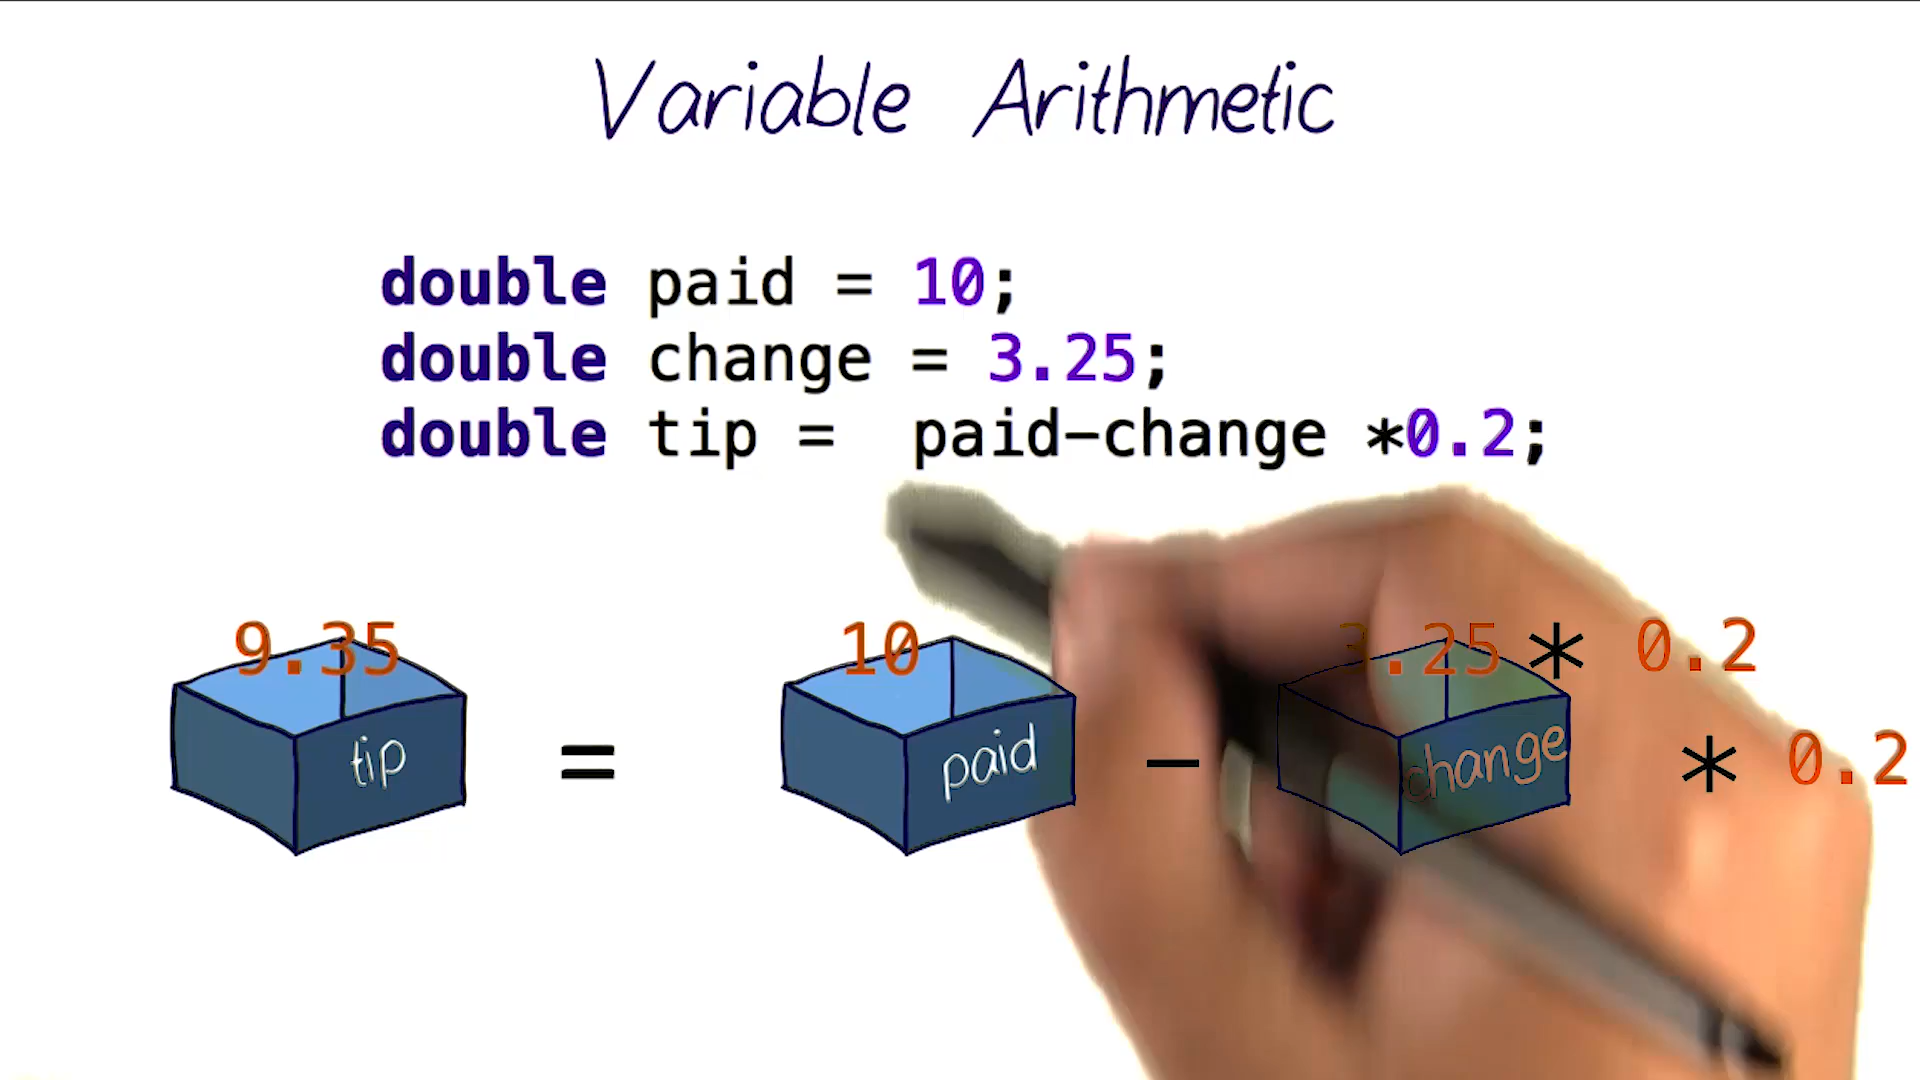 Variable Arithmetic
double paid = 10;
double change = 3.25;
double tip = paid-change *0.2;
9.35 10 3.25 * 0.2
tip = paid - change * 0.2